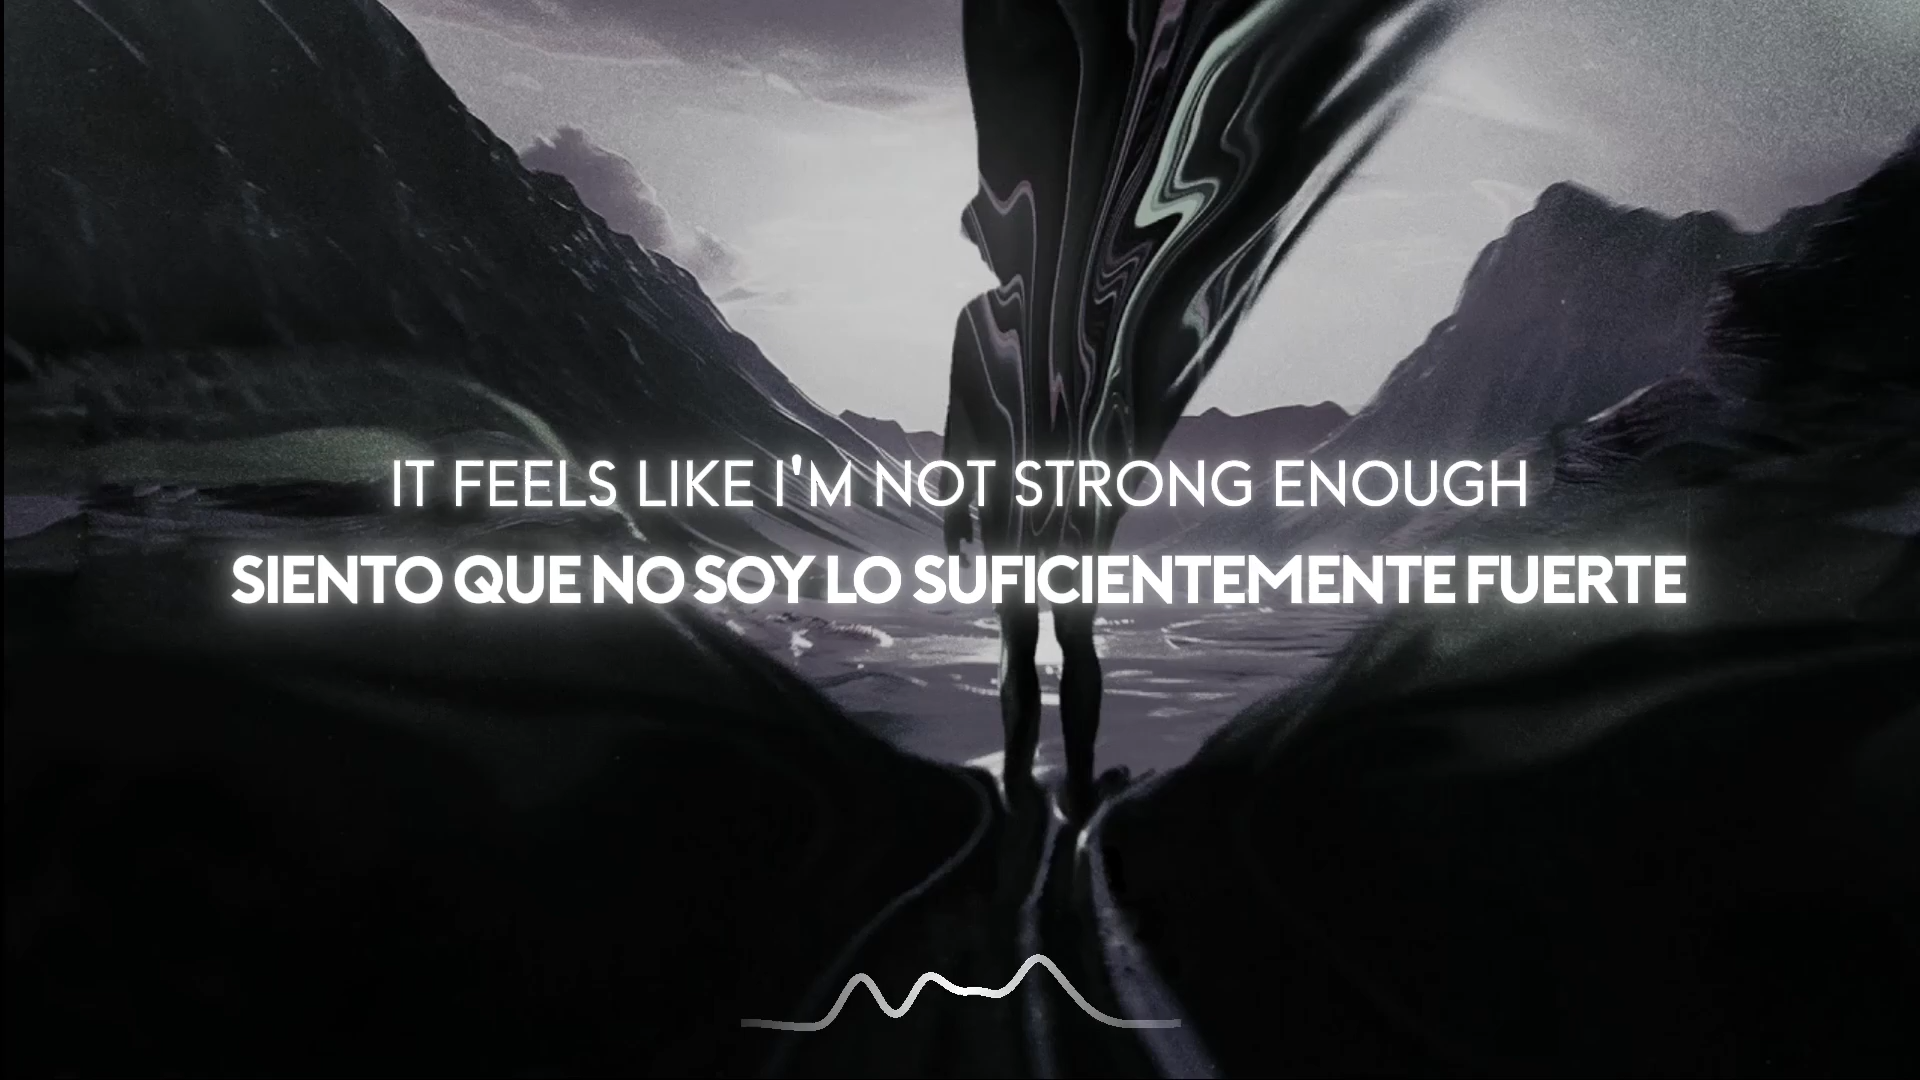 IT FEELS LIKE I'M NOT STRONG ENOUGH
SIENTO QUE NO SOY LO SUFICIENTEMENTE FUERTE